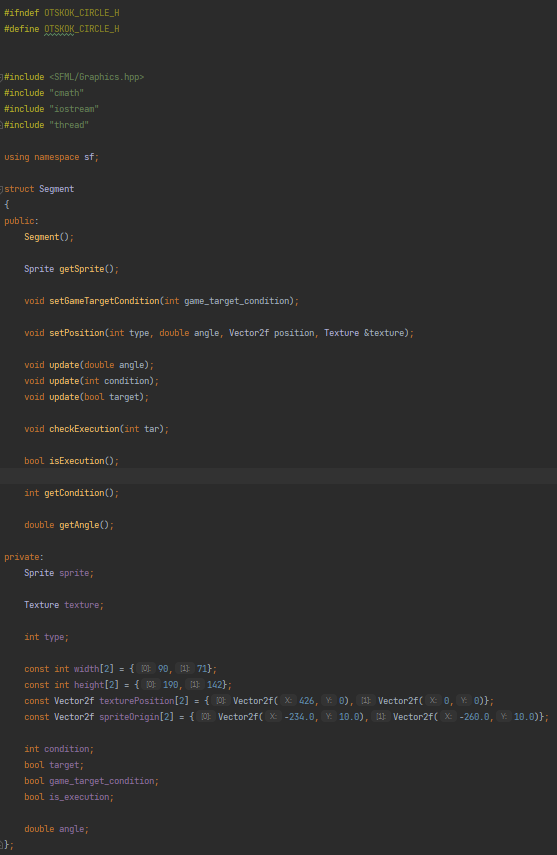 #ifndef OTSKOK_CIRCLE_H
#define OTSKOK_CIRCLE_H
#include <SFML/Graphics.hpp>
#include "cmath"
#include "iostream"
#include "thread"
using namespace sf;
struct Segment
{
public:
Segment();
Sprite getSprite();
void setGameTargetCondition(int game_target_condition);
void setPosition(int type, double angle, Vector2f position, Texture &texture);
void update(double angle);
void update(int condition);
void update(bool target);
void checkExecution(int tar);
bool isExecution();
int getCondition();
double getAngle();
private:
Sprite sprite;
Texture texture;
int type;
const int width[2] = {[0]: 90, [1]: 71};
const int height[2] = {[0]: 190, [1]: 142};
const Vector2f texturePosition[2] = {[0]: Vector2f(X: 426, Y: 0), [1]: Vector2f(X: 0, Y: 0)};
const Vector2f spriteOrigin[2] = {[0]: Vector2f(X: -234.0, Y: 10.0), [1]: Vector2f(X: -260.0, Y: 10.0)};
int condition;
bool target;
bool game_target_condition;
bool is_execution;
double angle;
};